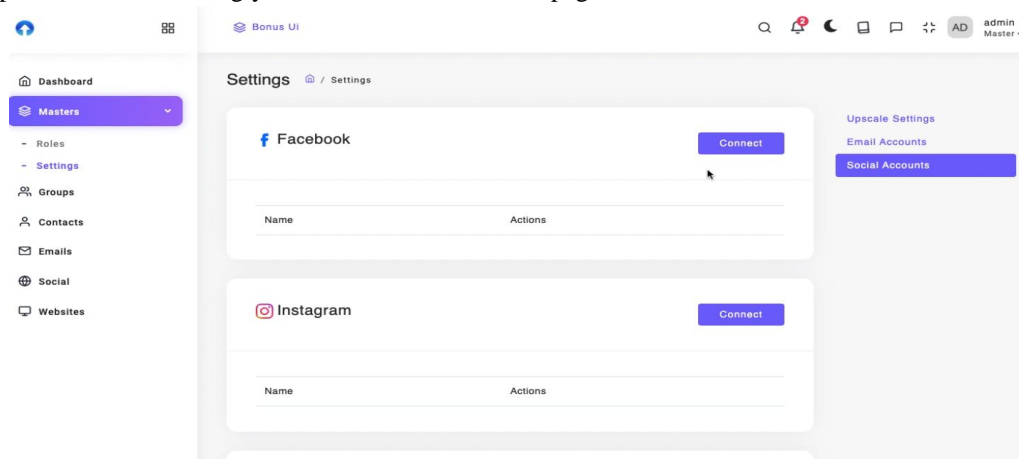 Bonus Ui
2
AD
admin
Master
Dashboard
Masters
- Roles
- Settings
Groups
Contacts
Emails
Social
Websites
Settings / Settings
Facebook
Connect
Name Actions
Instagram
Connect
Name Actions
Upscale Settings
Email Accounts
Social Accounts